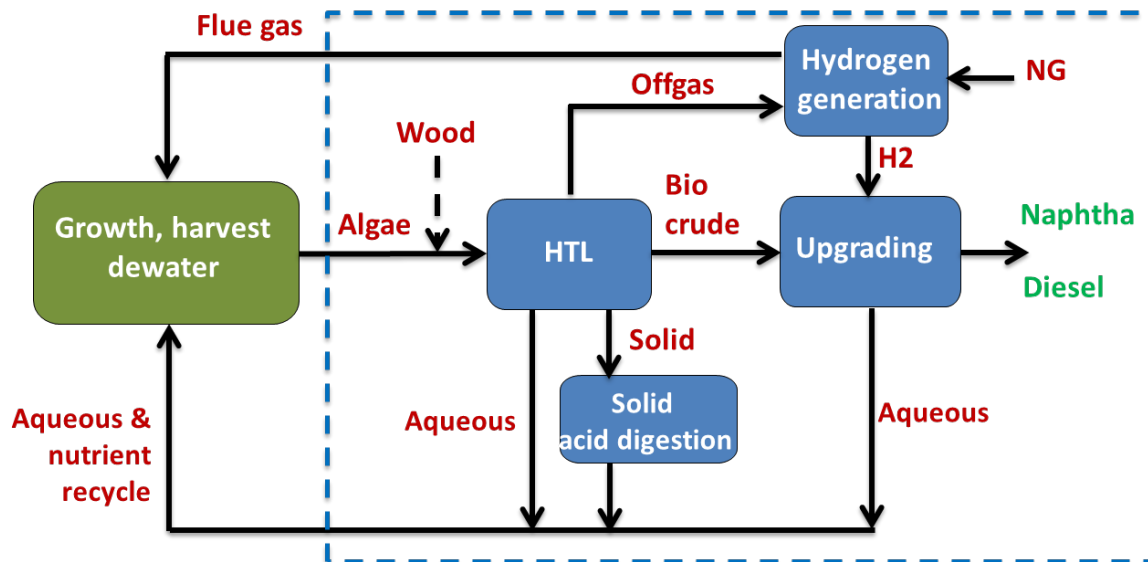 Flue gas
Hydrogen
generation
NG
Offgas
Wood
H2
Growth, harvest
dewater
Algae
HTL
Bio
crude
Upgrading
Naphtha
Diesel
Solid
Solid
acid digestion
Aqueous
Aqueous
Aqueous &
nutrient
recycle